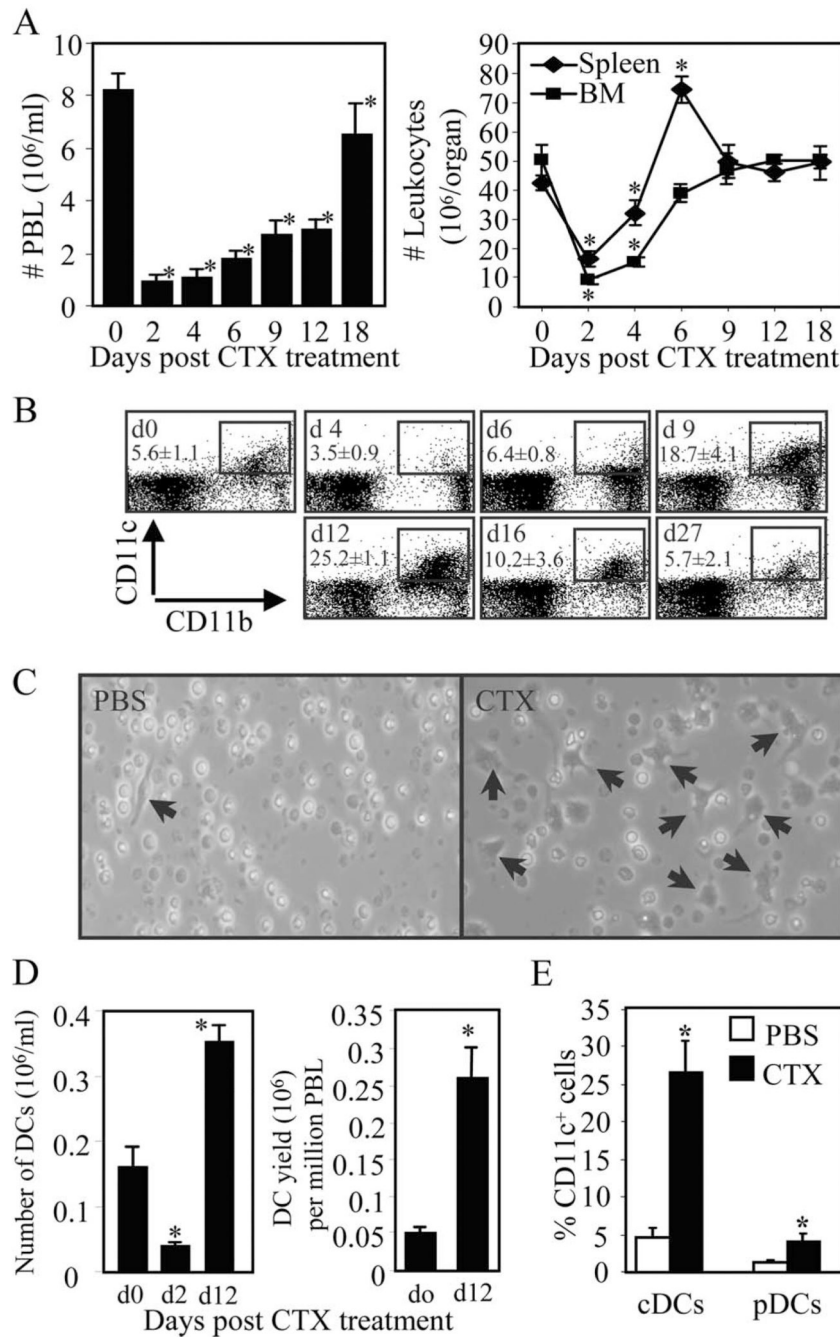 A
# PBL (10⁶/ml)
10
8
6
4
2
0
*
*
*
*
*
*
0 2 4 6 9 12 18
Days post CTX treatment
# Leukocytes
(10⁶/organ)
90
80
70
60
50
40
30
20
10
0
Spleen
BM
*
*
*
*
*
0 2 4 6 9 12 18
Days post CTX treatment
B
d0
5.6±1.1
d 4
3.5±0.9
d6
6.4±0.8
d 9
18.7±4.1
d12
25.2±1.1
d16
10.2±3.6
d27
5.7±2.1
CD11c
CD11b
C
PBS
CTX
D
Number of DCs (10⁶/ml)
0.4
0.3
0.2
0.1
0
*
*
d0 d2 d12
DC yield (10⁶)
per million PBL
0.35
0.3
0.25
0.2
0.15
0.1
0.05
0
*
do d12
Days post CTX treatment
E
% CD11c⁺ cells
35
30
25
20
15
10
5
0
PBS
CTX
*
*
cDCs pDCs